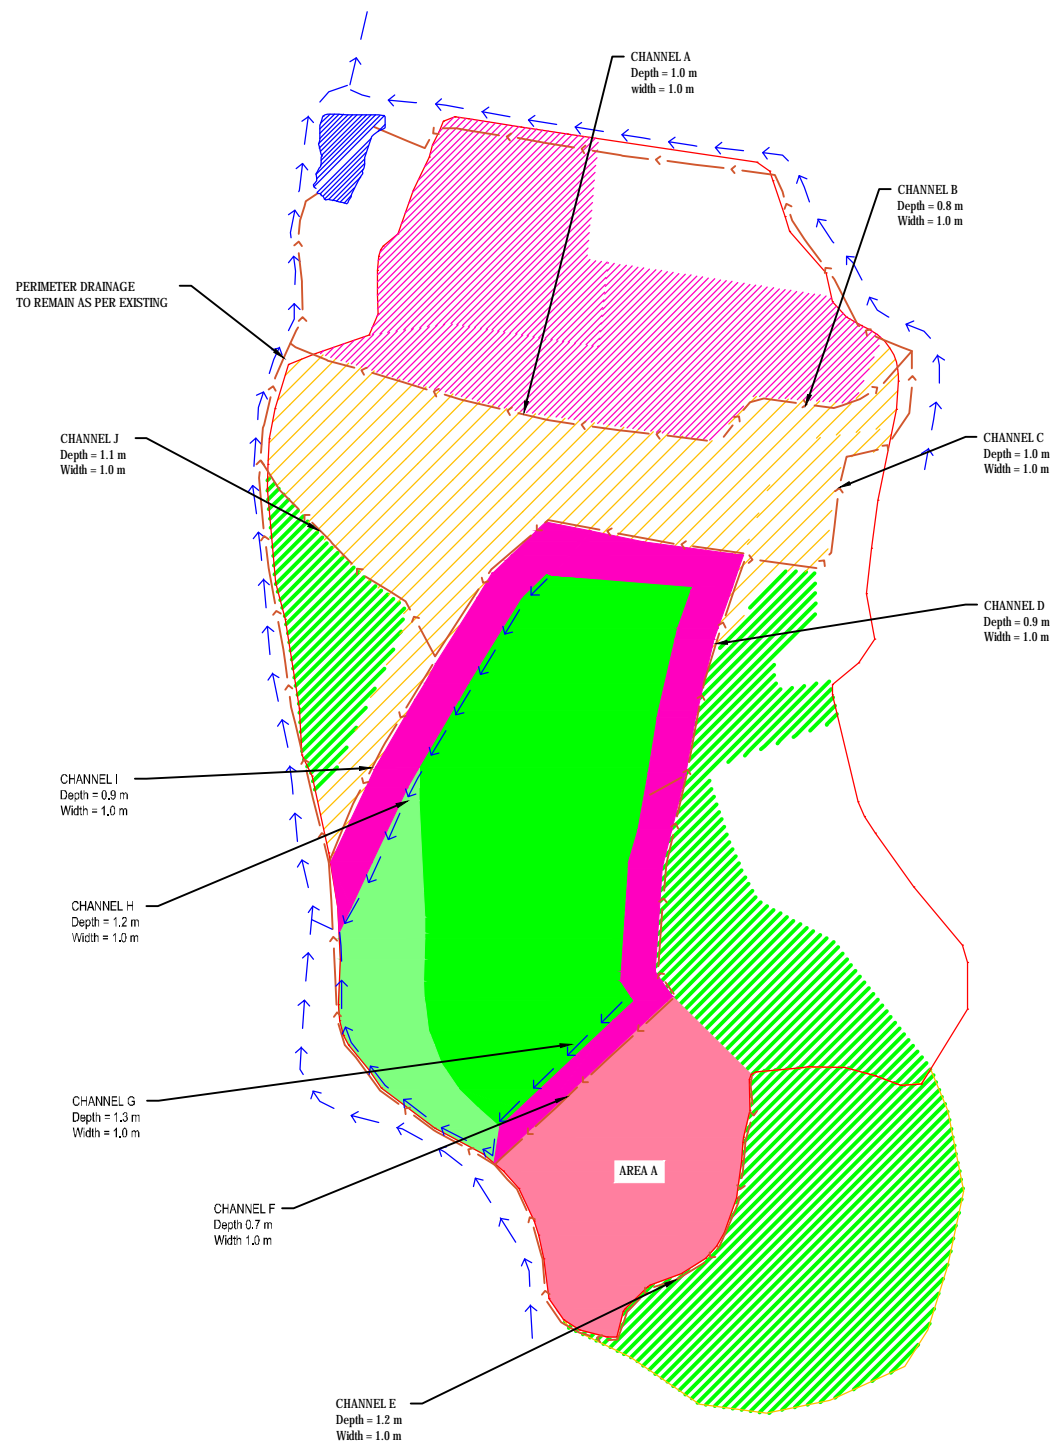 CHANNEL A
Depth = 1.0 m
width = 1.0 m
CHANNEL B
Depth = 0.8 m
Width = 1.0 m
PERIMETER DRAINAGE
TO REMAIN AS PER EXISTING
CHANNEL J
Depth = 1.1 m
Width = 1.0 m
CHANNEL C
Depth = 1.0 m
Width = 1.0 m
CHANNEL D
Depth = 0.9 m
Width = 1.0 m
CHANNEL I
Depth = 0.9 m
Width = 1.0 m
CHANNEL H
Depth = 1.2 m
Width = 1.0 m
CHANNEL G
Depth = 1.3 m
Width = 1.0 m
AREA A
CHANNEL F
Depth 0.7 m
Width 1.0 m
CHANNEL E
Depth = 1.2 m
Width = 1.0 m